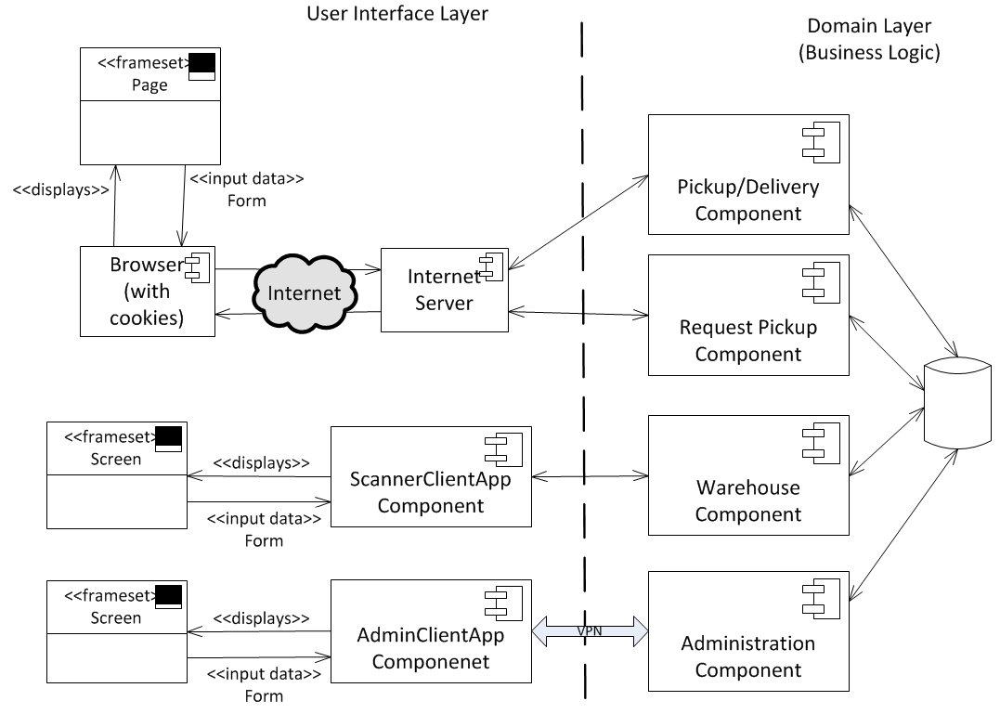 User Interface Layer
Domain Layer
(Business Logic)
<<frameset>
Page
<<displays>>
<<input data>>
Form
Browser
(with
cookies)
Internet
Internet
Server
Pickup/Delivery
Component
Request Pickup
Component
<<frameset>
Screen
<<displays>>
<<input data>>
Form
ScannerClientApp
Component
Warehouse
Component
<<frameset>
Screen
<<displays>>
<<input data>>
Form
AdminClientApp
Componenet
VPN
Administration
Component